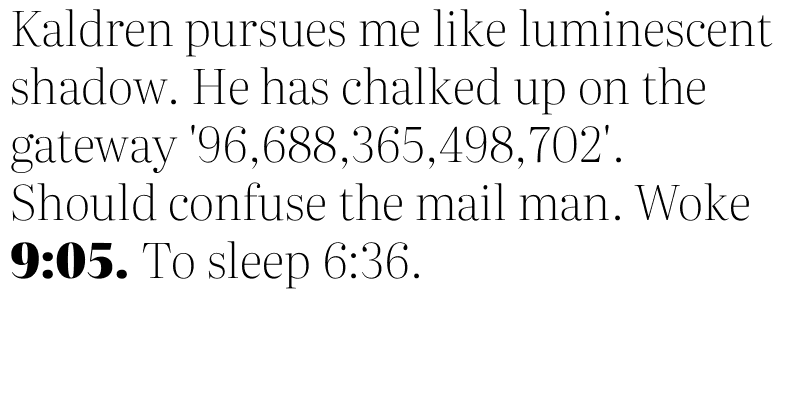 Kaldren pursues me like luminescent
shadow. He has chalked up on the
gateway '96,688,365,498,702'.
Should confuse the mail man. Woke
9:05. To sleep 6:36.